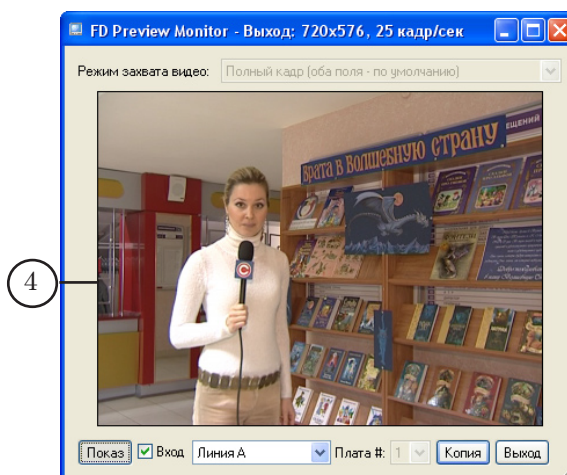 FD Preview Monitor - Выход: 720x576, 25 кадр/сек
Режим захвата видео: Полный кадр (оба поля - по умолчанию)
ЕЩЕНИЙ
Врата в Волшебную страну
4
Показ Вход Линия A Плата #: 1 Копия Выход